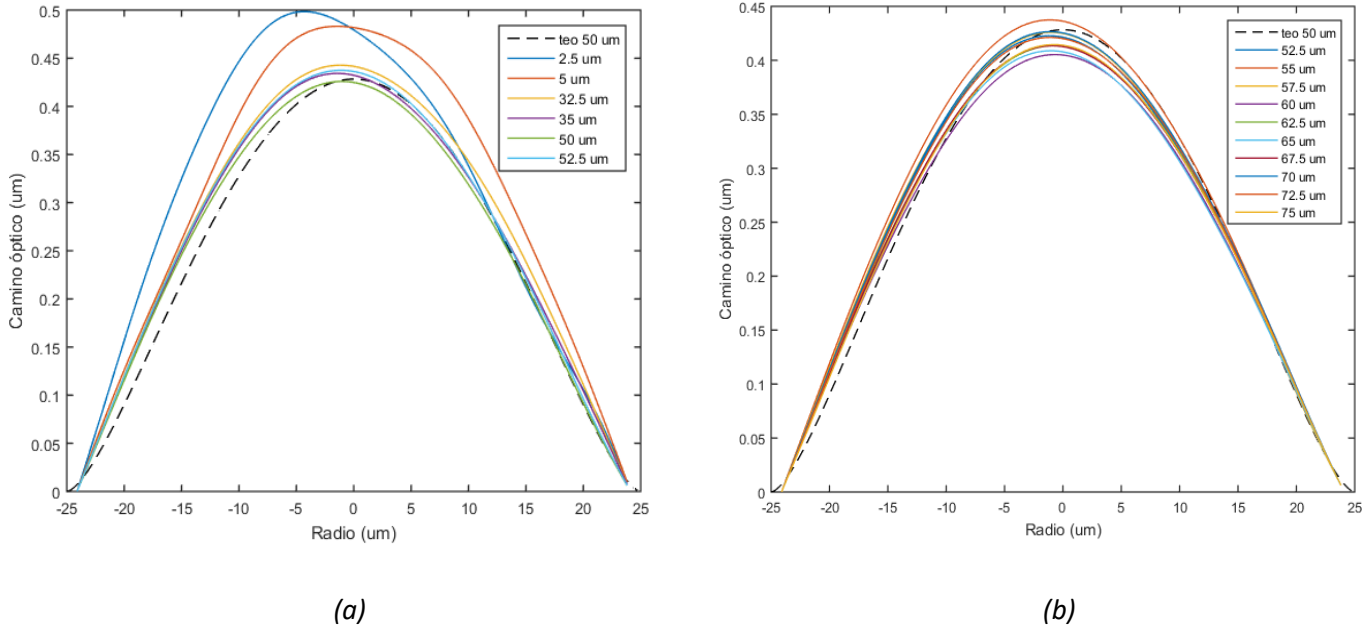 0.5
0.45
0.4
0.35
0.3
0.25
0.2
0.15
0.1
0.05
0
Camino óptico (um)
-25 -20 -15 -10 -5 0 5 10 15 20 25
Radio (um)
teo 50 um
2.5 um
5 um
32.5 um
35 um
50 um
52.5 um
(a)
0.45
0.4
0.35
0.3
0.25
0.2
0.15
0.1
0.05
0
Camino óptico (um)
-25 -20 -15 -10 -5 0 5 10 15 20 25
Radio (um)
teo 50 um
52.5 um
55 um
57.5 um
60 um
62.5 um
65 um
67.5 um
70 um
72.5 um
75 um
(b)